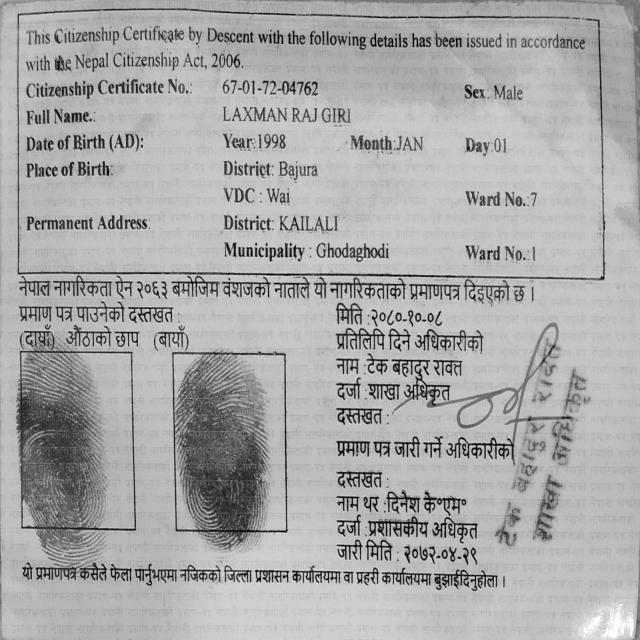 This Citizenship Certificate by Descent with the following details has been issued in accordance
with the Nepal Citizenship Act, 2006.
Citizenship Certificate No.: 67-01-72-04762 Sex: Male
Full Name.: LAXMAN RAJ GIRI
Date of Birth (AD): Year:1998 Month:JAN Day:01
Place of Birth: District: Bajura
VDC : Wai Ward No.:7
Permanent Address: District: KAILALI
Municipality : Ghodaghodi Ward No.:1
नेपाल नागरिकता ऐन २०६३ बमोजिम वंशजको नाताले यो नागरिकताको प्रमाणपत्र दिइएको छ ।
प्रमाण पत्र पाउनेको दस्तखत :
(दायाँ) औंठाको छाप (बायाँ)
मिति :२०८०-१०-०८
प्रतिलिपि दिने अधिकारीको
नाम : टेक बहादुर रावत
दर्जा : शाखा अधिकृत
दस्तखत :
प्रमाण पत्र जारी गर्ने अधिकारीको
दस्तखत :
नाम थर :दिनेश के॰एम॰
दर्जा :प्रशासकीय अधिकृत
जारी मिति : २०७२-०४-२९
टेक बहादुर रावत
शाखा अधिकृत
यो प्रमाणपत्र कसैले फेला पार्नुभएमा नजिकको जिल्ला प्रशासन कार्यालयमा वा प्रहरी कार्यालयमा बुझाईदिनुहोला ।